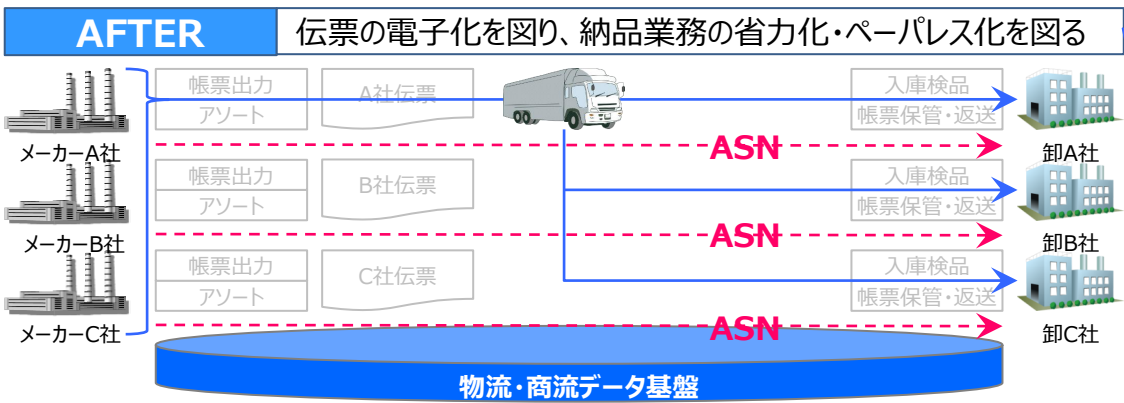 AFTER
伝票の電子化を図り、納品業務の省力化・ペーパレス化を図る
帳票出力
アソート
A社伝票
入庫検品
帳票保管・返送
メーカーA社
ASN
卸A社
帳票出力
アソート
B社伝票
入庫検品
帳票保管・返送
メーカーB社
ASN
卸B社
帳票出力
アソート
C社伝票
入庫検品
帳票保管・返送
メーカーC社
ASN
卸C社
物流・商流データ基盤